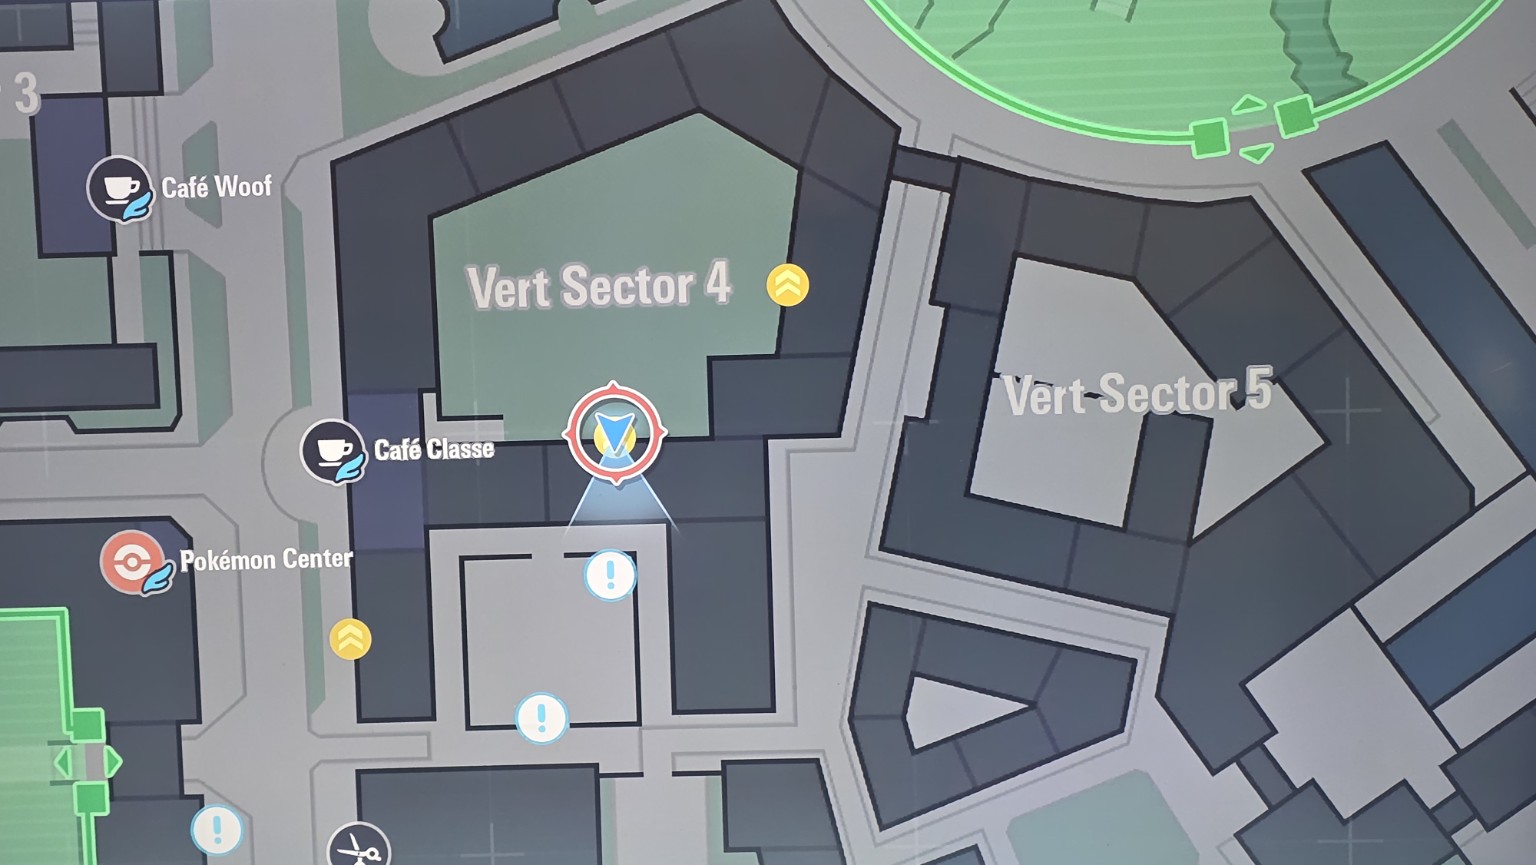 3
Café Woof
Vert Sector 4
Vert Sector 5
Café Classe
Pokémon Center